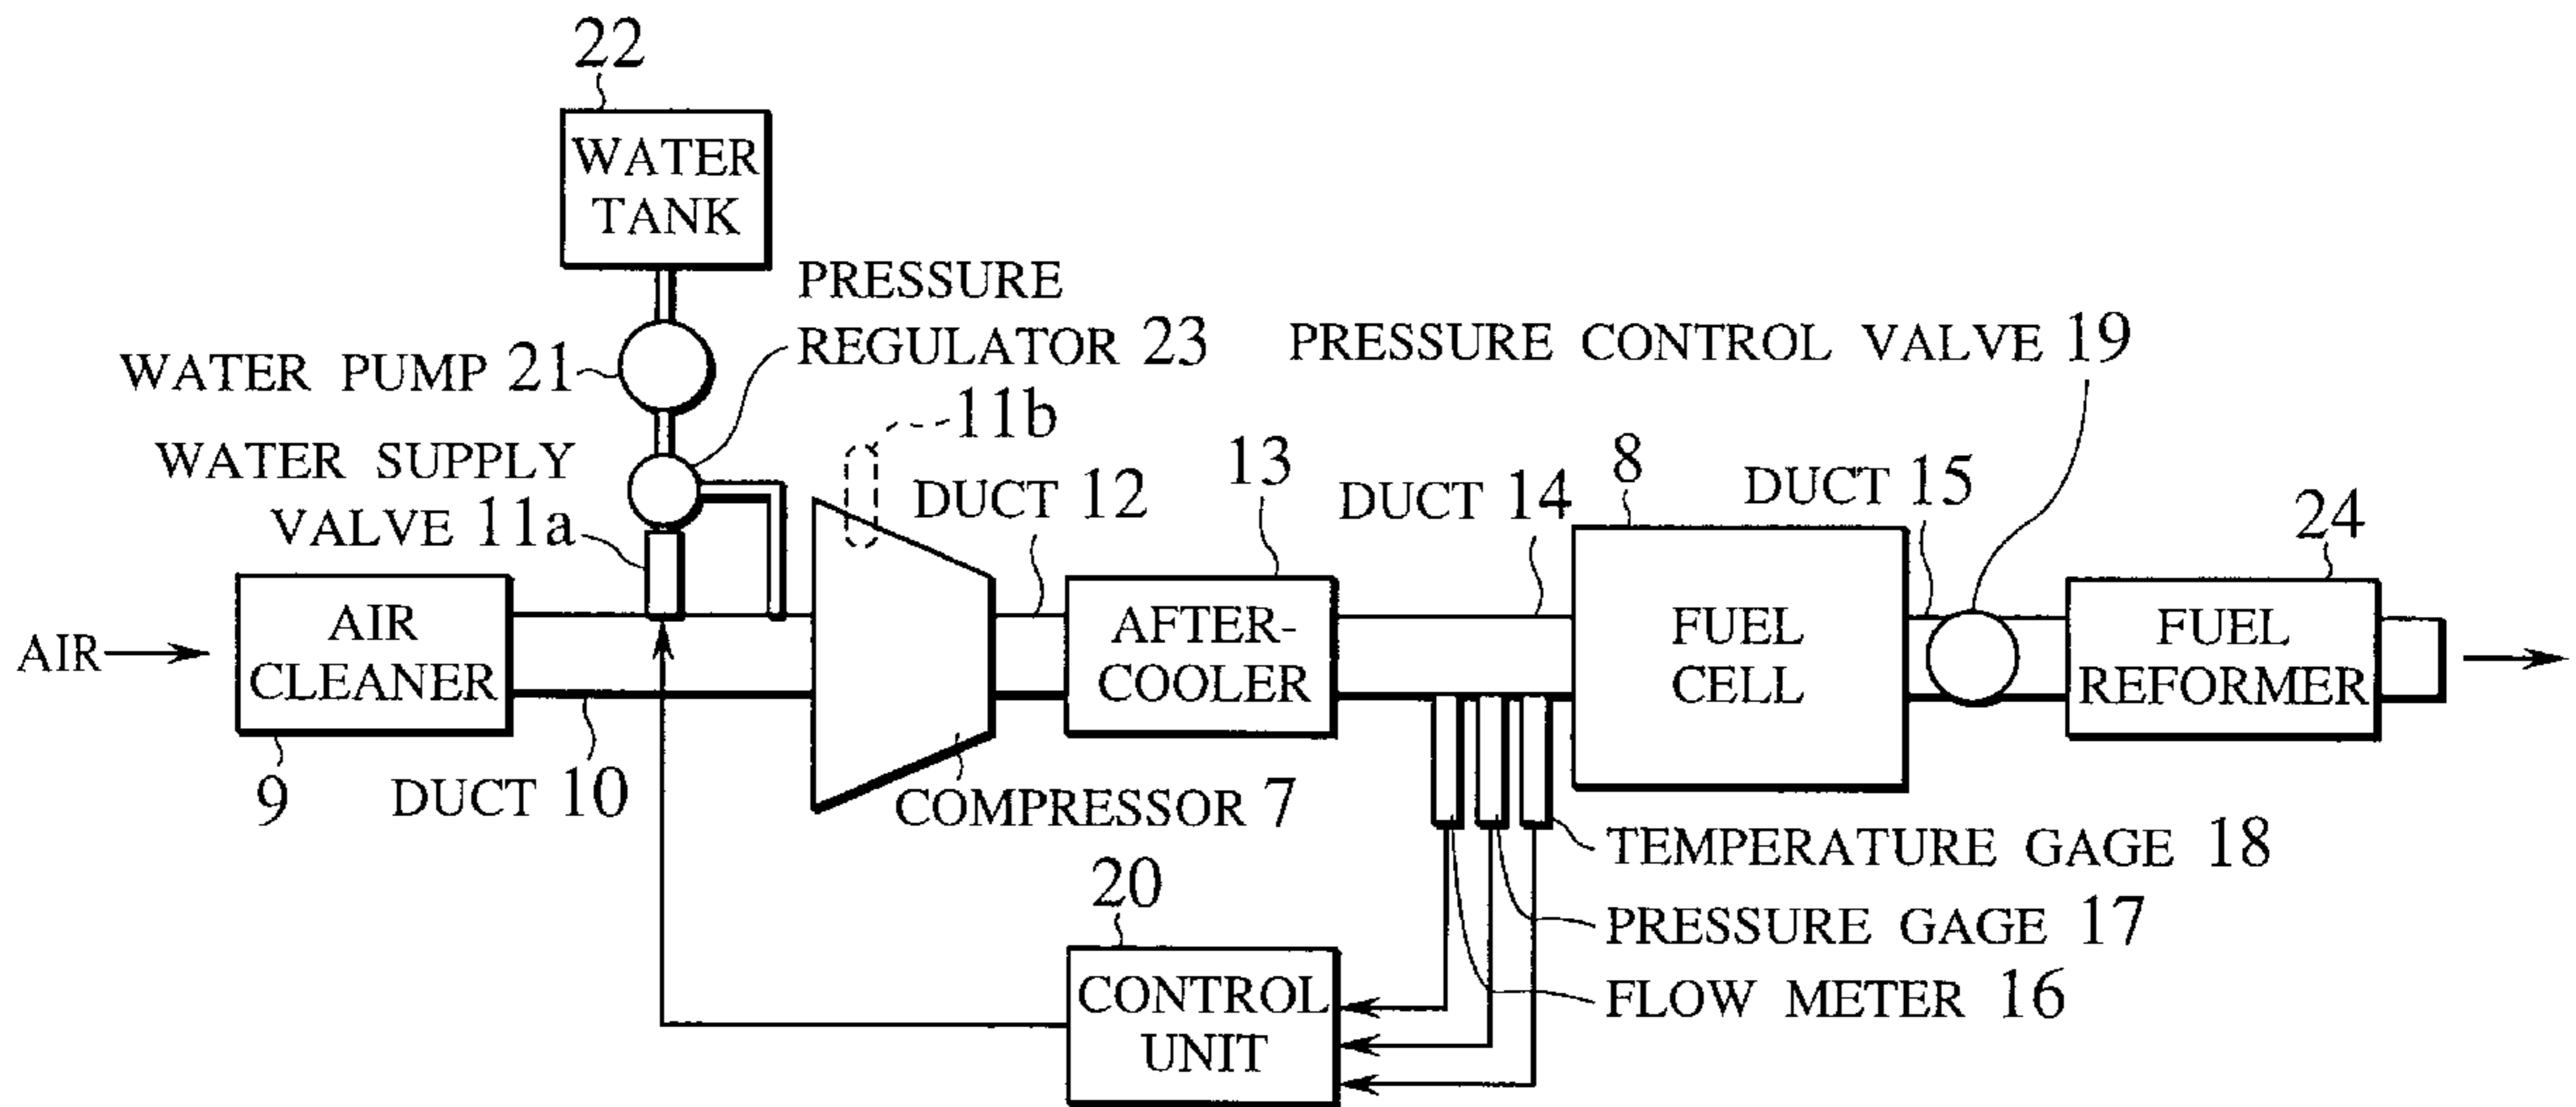 22
WATER
TANK
PRESSURE
REGULATOR 23
PRESSURE CONTROL VALVE 19
WATER PUMP 21
11b
WATER SUPPLY
VALVE 11a
DUCT 12
13
DUCT 14
8
DUCT 15
24
AIR
AIR
CLEANER
AFTER-
COOLER
FUEL
CELL
FUEL
REFORMER
9
DUCT 10
COMPRESSOR 7
TEMPERATURE GAGE 18
20
PRESSURE GAGE 17
CONTROL
UNIT
FLOW METER 16